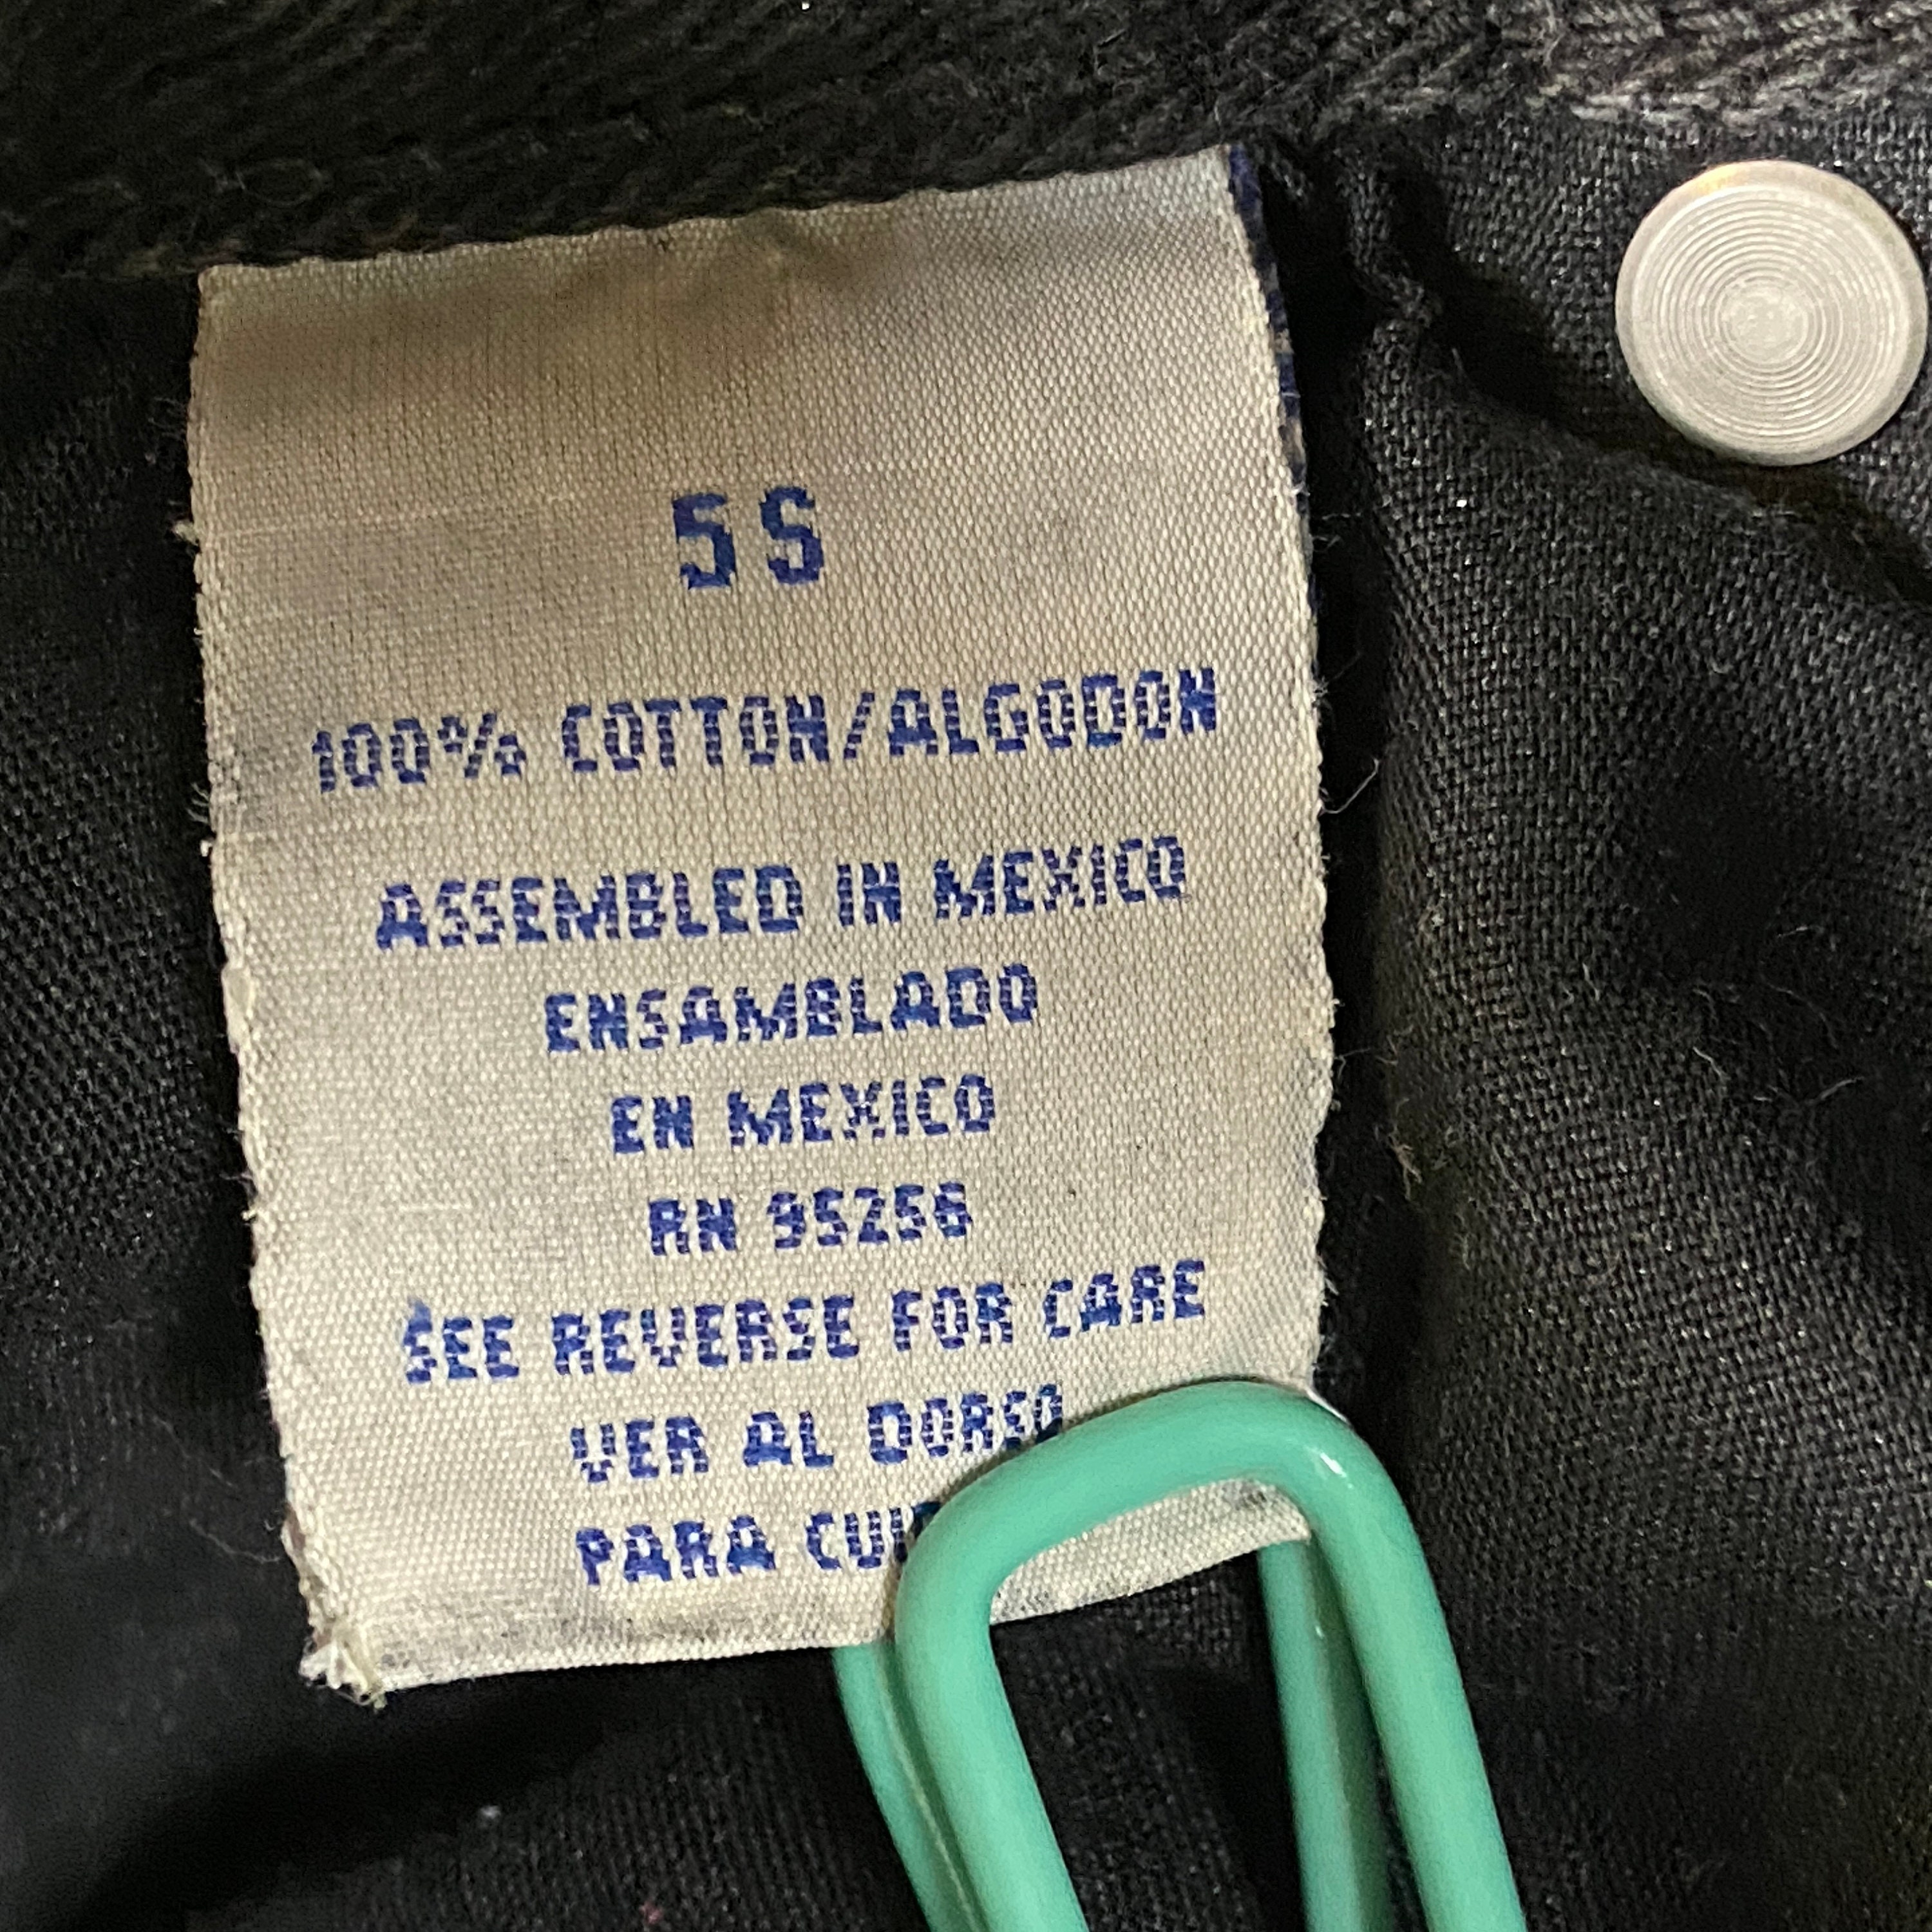 5 S
100% COTTON/ALGODON
ASSEMBLED IN MEXICO
ENSAMBLADO
EN MEXICO
RN 95256
SEE REVERSE FOR CARE
VER AL DORSO
PARA